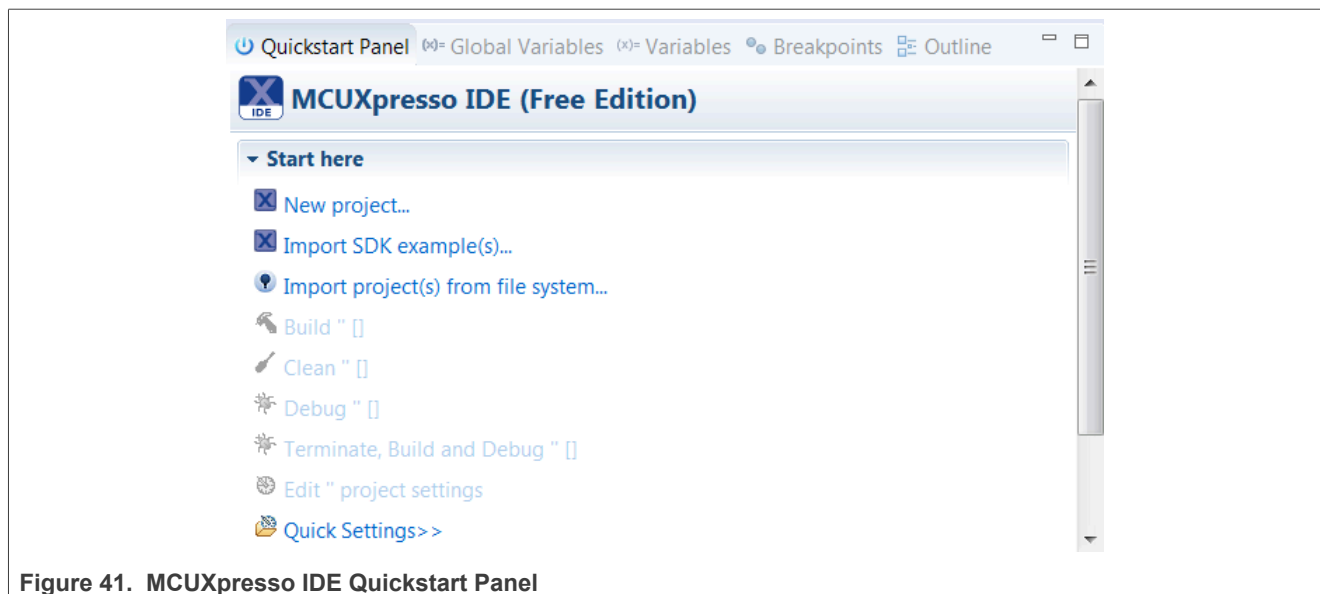 Quickstart Panel (x)= Global Variables (x)= Variables Breakpoints Outline
X IDE MCUXpresso IDE (Free Edition)
Start here
X New project...
X Import SDK example(s)...
Import project(s) from file system...
Build '' []
Clean '' []
Debug '' []
Terminate, Build and Debug '' []
Edit '' project settings
Quick Settings>>
Figure 41. MCUXpresso IDE Quickstart Panel